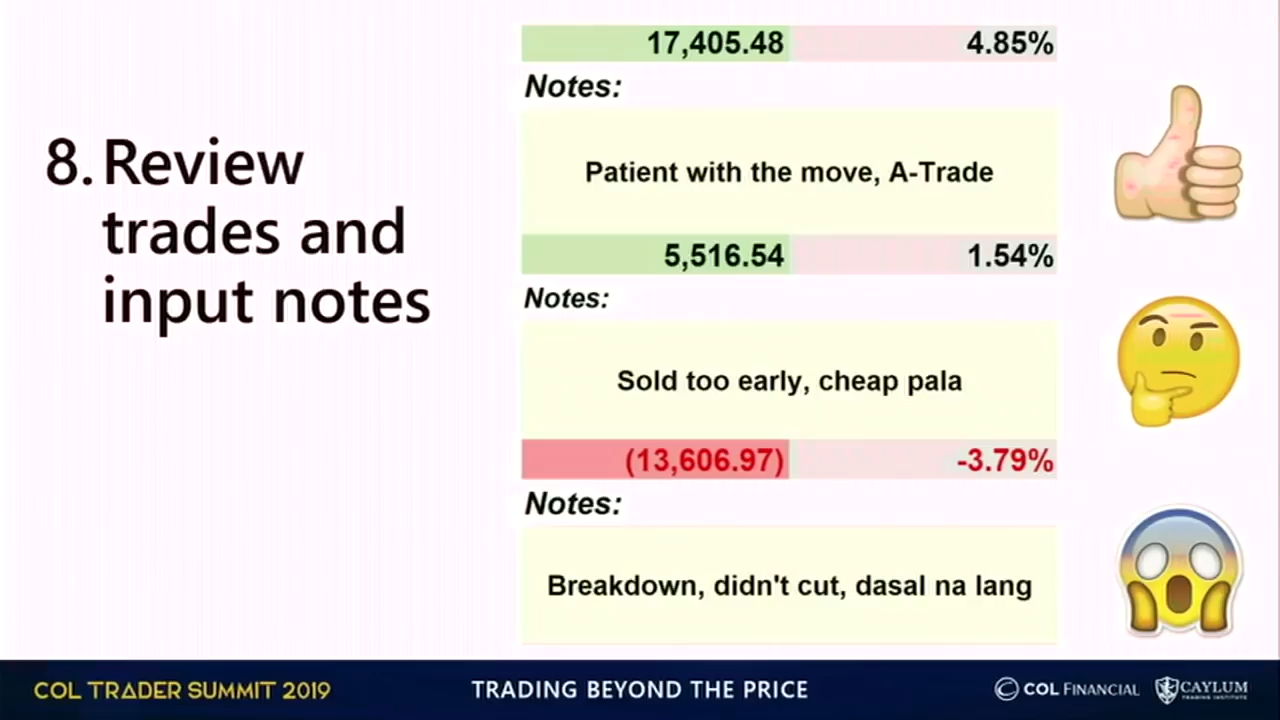 8. Review
trades and
input notes
17,405.48 4.85%
Notes:
Patient with the move, A-Trade
5,516.54 1.54%
Notes:
Sold too early, cheap pala
(13,606.97) -3.79%
Notes:
Breakdown, didn't cut, dasal na lang
COL TRADER SUMMIT 2019
TRADING BEYOND THE PRICE
COL FINANCIAL
CAYLUM
TRADING INSTITUTE